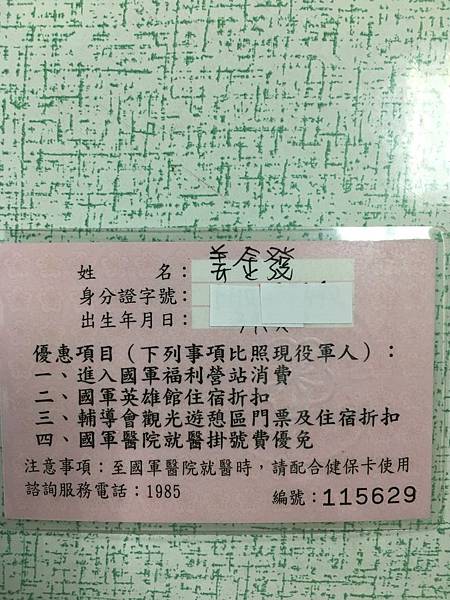 姓名：姜金發
身分證字號：
出生年月日：
優惠項目（下列事項比照現役軍人）：
一、進入國軍福利營站消費
二、國軍英雄館住宿折扣
三、輔導會觀光遊憩區門票及住宿折扣
四、國軍醫院就醫掛號費優免
注意事項：至國軍醫院就醫時，請配合健保卡使用
諮詢服務電話：1985 編號：115629